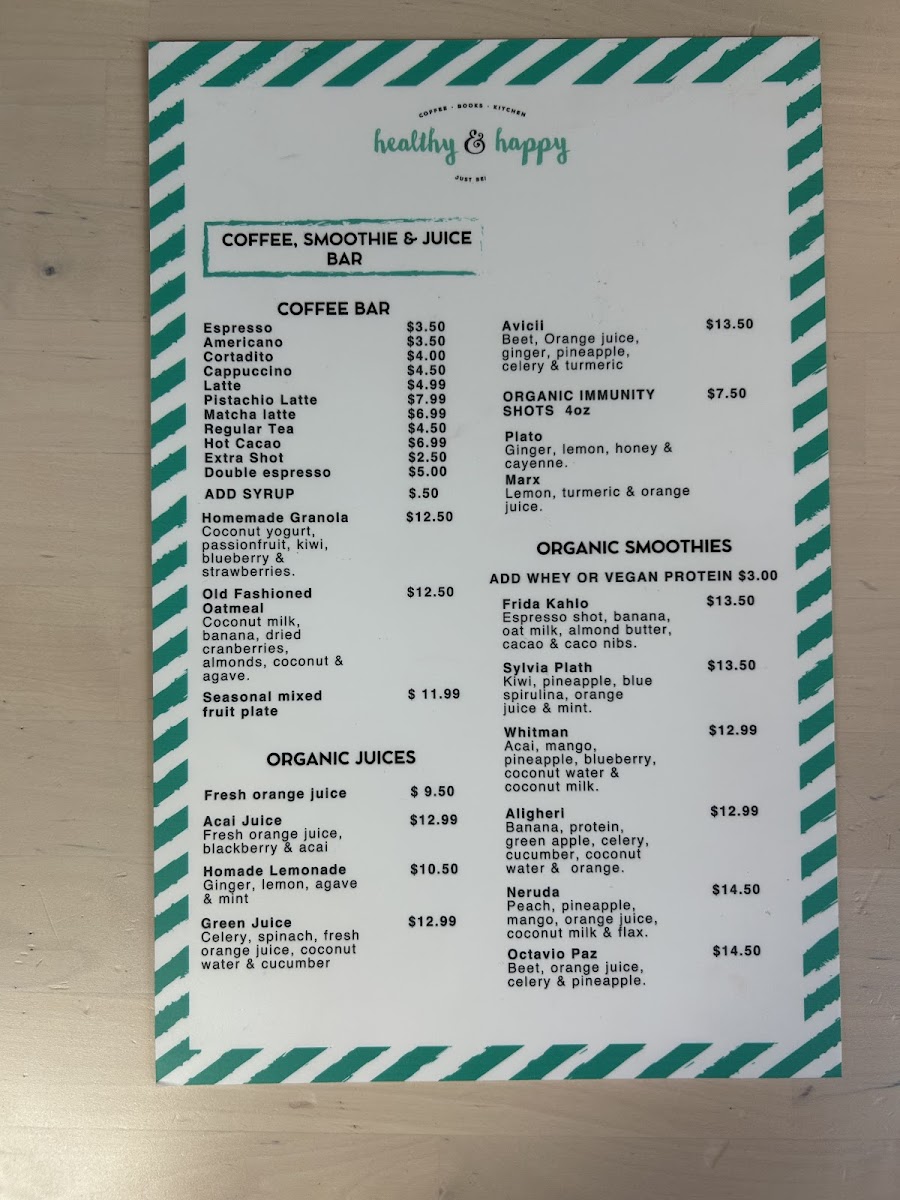 COFFEE · BOOKS · KITCHEN
healthy & happy
JUST BE!
COFFEE, SMOOTHIE & JUICE
BAR
COFFEE BAR
Espresso $3.50
Americano $3.50
Cortadito $4.00
Cappuccino $4.50
Latte $4.99
Pistachio Latte $7.99
Matcha latte $6.99
Regular Tea $4.50
Hot Cacao $6.99
Extra Shot $2.50
Double espresso $5.00
ADD SYRUP $.50
Homemade Granola $12.50
Coconut yogurt,
passionfruit, kiwi,
blueberry &
strawberries.
Old Fashioned $12.50
Oatmeal
Coconut milk,
banana, dried
cranberries,
almonds, coconut &
agave.
Seasonal mixed $ 11.99
fruit plate
ORGANIC JUICES
Fresh orange juice $ 9.50
Acai Juice $12.99
Fresh orange juice,
blackberry & acai
Homade Lemonade $10.50
Ginger, lemon, agave
& mint
Green Juice $12.99
Celery, spinach, fresh
orange juice, coconut
water & cucumber
Avicii $13.50
Beet, Orange juice,
ginger, pineapple,
celery & turmeric
ORGANIC IMMUNITY $7.50
SHOTS 4oz
Plato
Ginger, lemon, honey &
cayenne.
Marx
Lemon, turmeric & orange
juice.
ORGANIC SMOOTHIES
ADD WHEY OR VEGAN PROTEIN $3.00
Frida Kahlo $13.50
Espresso shot, banana,
oat milk, almond butter,
cacao & caco nibs.
Sylvia Plath $13.50
Kiwi, pineapple, blue
spirulina, orange
juice & mint.
Whitman $12.99
Acai, mango,
pineapple, blueberry,
coconut water &
coconut milk.
Aligheri $12.99
Banana, protein,
green apple, celery,
cucumber, coconut
water & orange.
Neruda $14.50
Peach, pineapple,
mango, orange juice,
coconut milk & flax.
Octavio Paz $14.50
Beet, orange juice,
celery & pineapple.